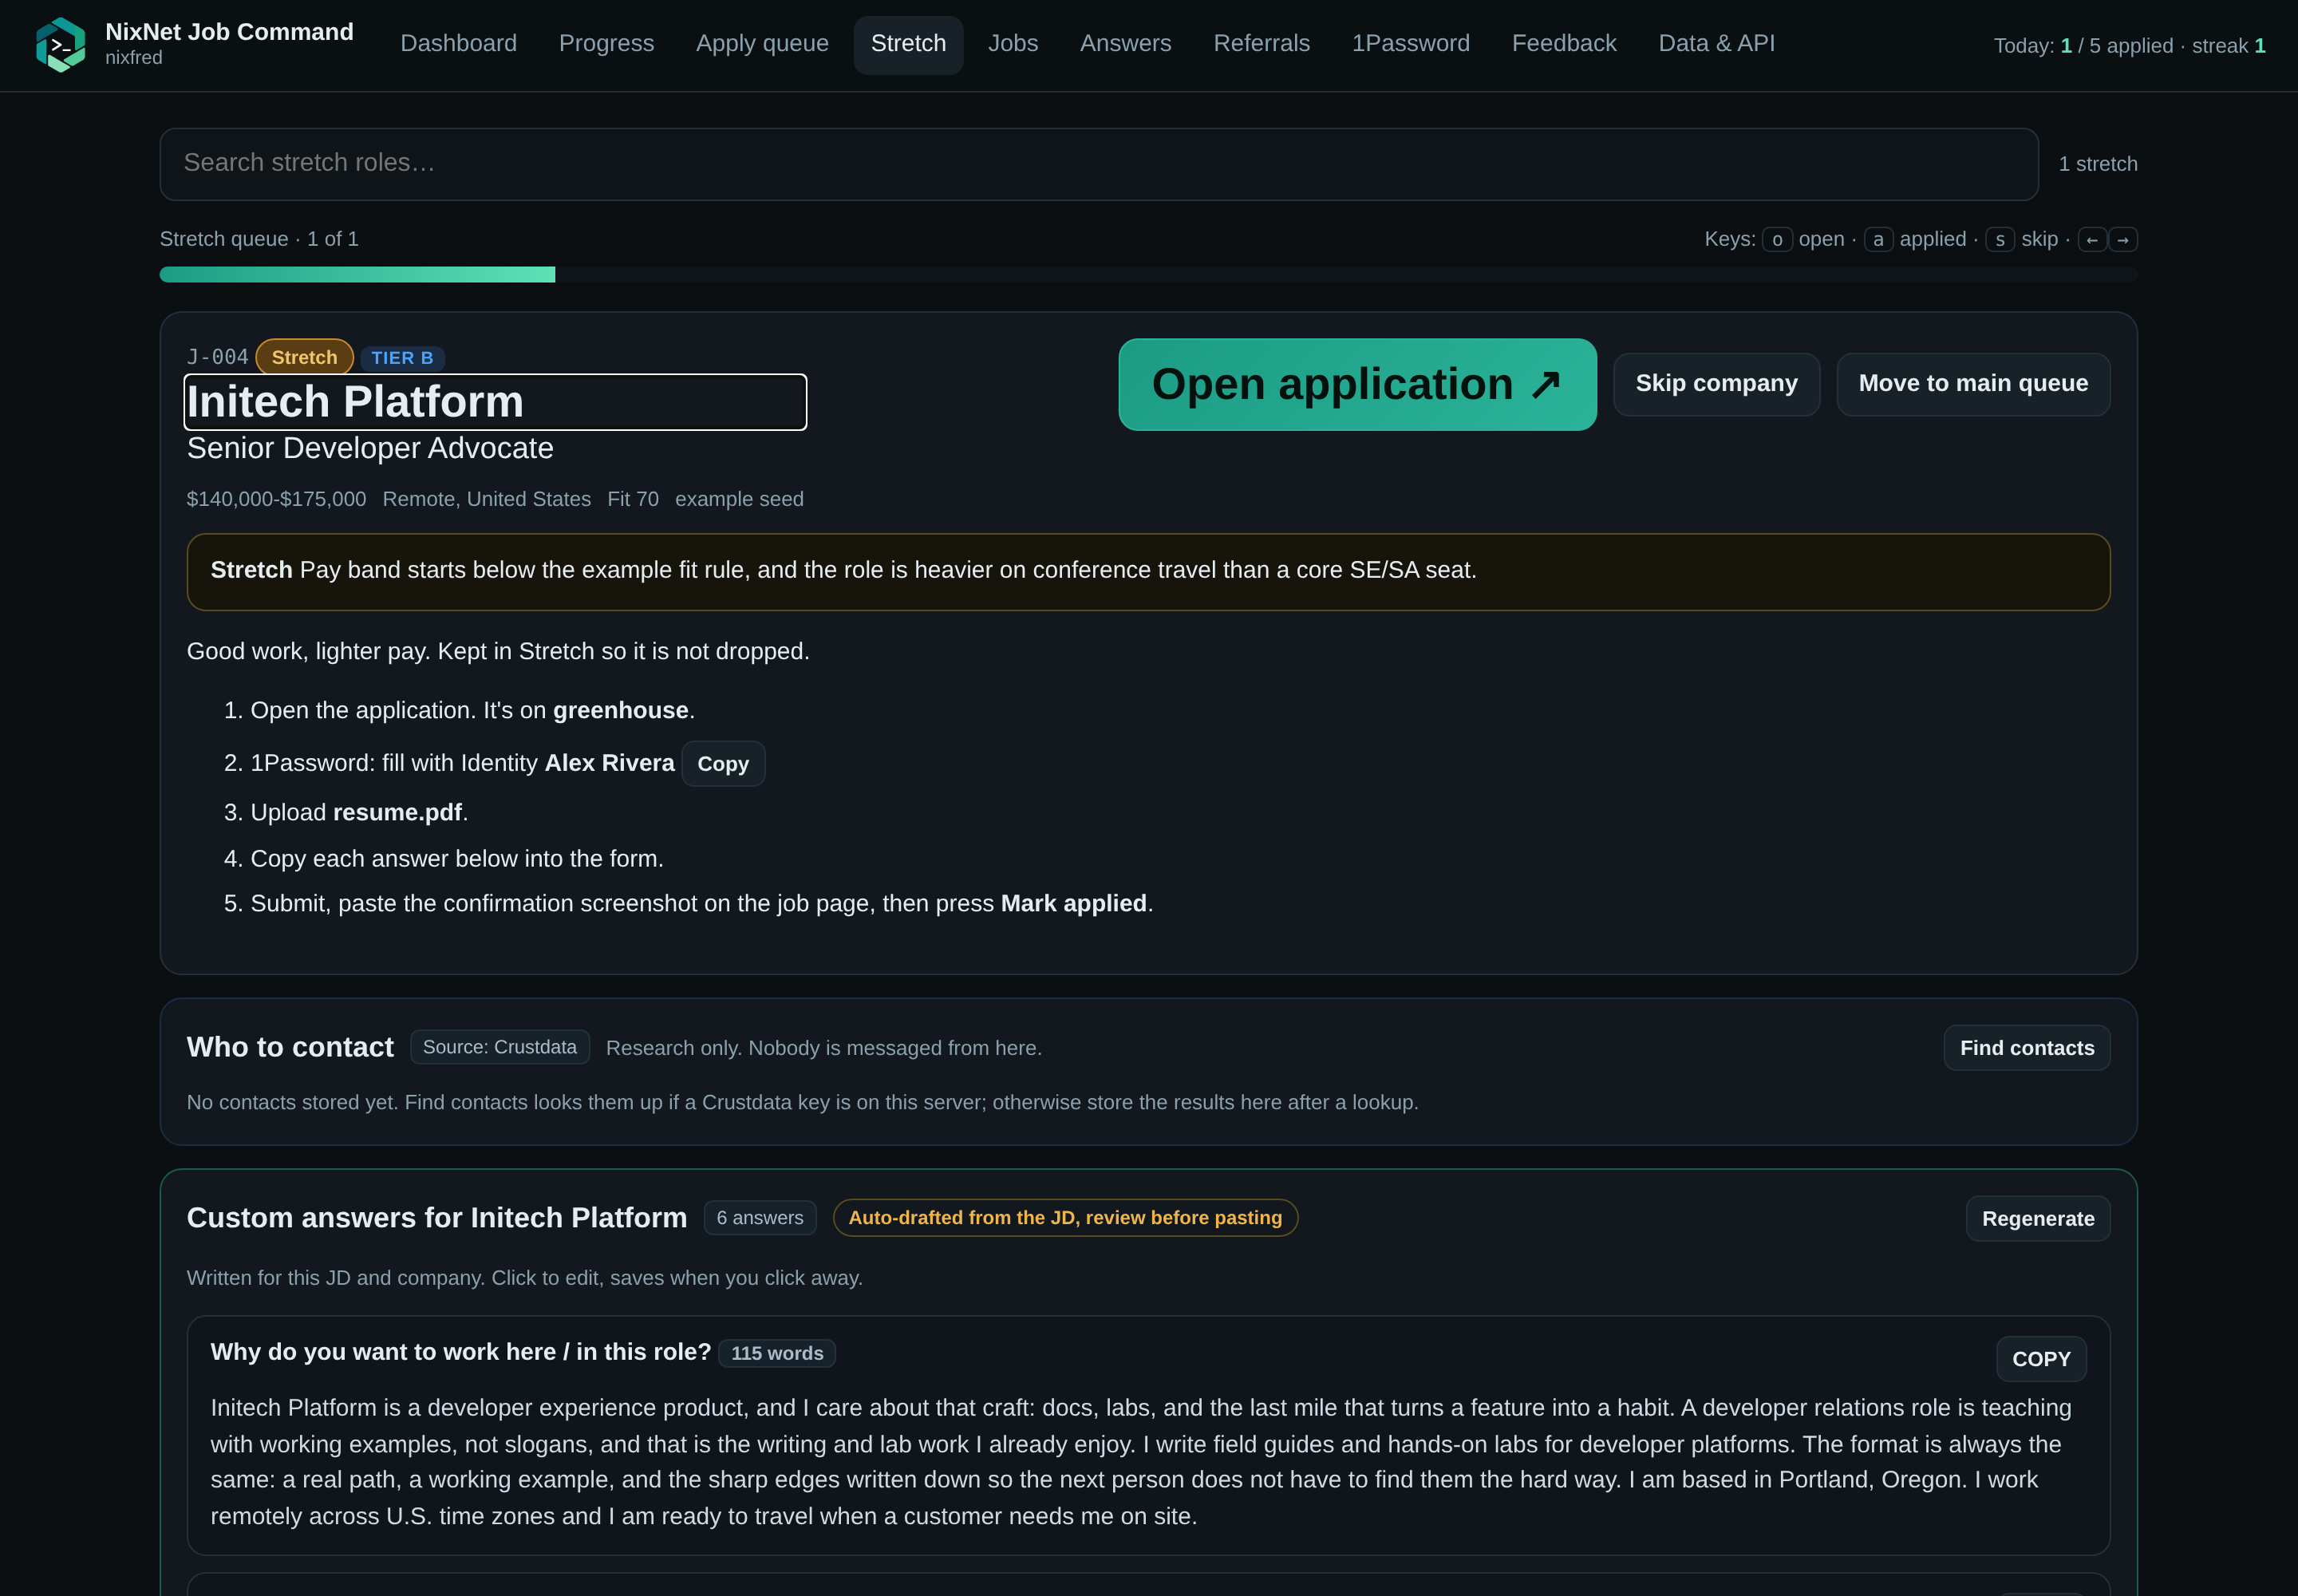 NixNet Job Command
nixfred
Dashboard Progress Apply queue Stretch Jobs Answers Referrals 1Password Feedback Data & API
Today: 1 / 5 applied · streak 1
Search stretch roles…
1 stretch
Stretch queue · 1 of 1
Keys: o open · a applied · s skip · ← →
J-004 Stretch TIER B
Initech Platform
Senior Developer Advocate
Open application ↗ Skip company Move to main queue
$140,000-$175,000 Remote, United States Fit 70 example seed
Stretch Pay band starts below the example fit rule, and the role is heavier on conference travel than a core SE/SA seat.
Good work, lighter pay. Kept in Stretch so it is not dropped.
1. Open the application. It's on greenhouse.
2. 1Password: fill with Identity Alex Rivera Copy
3. Upload resume.pdf.
4. Copy each answer below into the form.
5. Submit, paste the confirmation screenshot on the job page, then press Mark applied.
Who to contact Source: Crustdata Research only. Nobody is messaged from here. Find contacts
No contacts stored yet. Find contacts looks them up if a Crustdata key is on this server; otherwise store the results here after a lookup.
Custom answers for Initech Platform 6 answers Auto-drafted from the JD, review before pasting Regenerate
Written for this JD and company. Click to edit, saves when you click away.
Why do you want to work here / in this role? 115 words COPY
Initech Platform is a developer experience product, and I care about that craft: docs, labs, and the last mile that turns a feature into a habit. A developer relations role is teaching
with working examples, not slogans, and that is the writing and lab work I already enjoy. I write field guides and hands-on labs for developer platforms. The format is always the
same: a real path, a working example, and the sharp edges written down so the next person does not have to find them the hard way. I am based in Portland, Oregon. I work
remotely across U.S. time zones and I am ready to travel when a customer needs me on site.